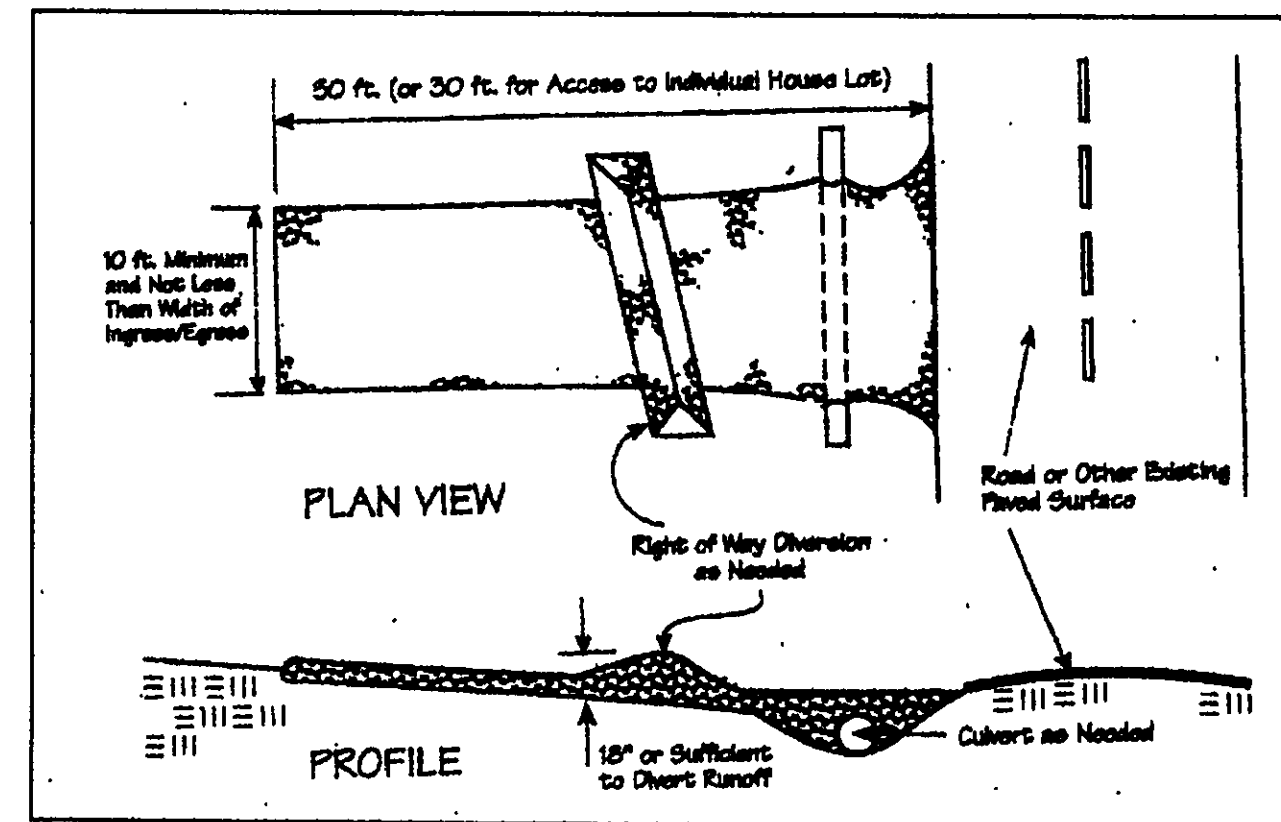 50 ft. (or 30 ft. for Access to Individual House Lot)
10 ft. Minimum
and Not Less
Than Width of
Ingress/Egress
PLAN VIEW
Road or Other Existing
Paved Surface
Right of Way Diversion
as Needed
18" or Sufficient
to Divert Runoff
Culvert as Needed
PROFILE